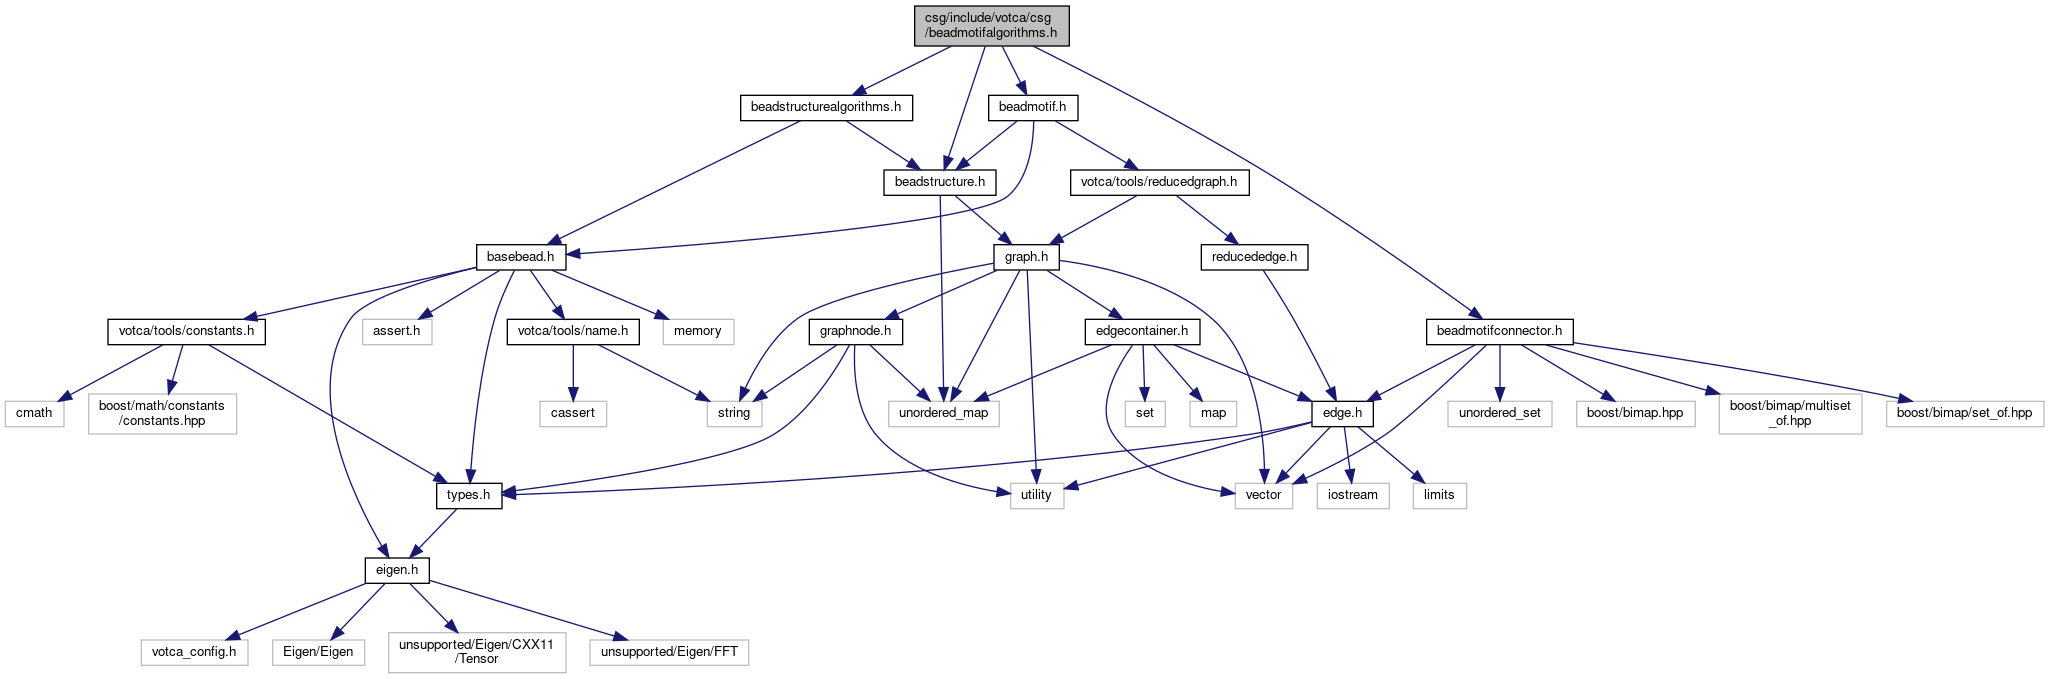 csg/include/votca/csg
/beadmotifalgorithms.h
beadstructurealgorithms.h
beadmotif.h
beadstructure.h
votca/tools/reducedgraph.h
basebead.h
graph.h
reducededge.h
votca/tools/constants.h
assert.h
votca/tools/name.h
memory
graphnode.h
edgecontainer.h
beadmotifconnector.h
cmath
boost/math/constants
/constants.hpp
cassert
string
unordered_map
set
map
edge.h
unordered_set
boost/bimap.hpp
boost/bimap/multiset
_of.hpp
boost/bimap/set_of.hpp
types.h
utility
vector
iostream
limits
eigen.h
votca_config.h
Eigen/Eigen
unsupported/Eigen/CXX11
/Tensor
unsupported/Eigen/FFT